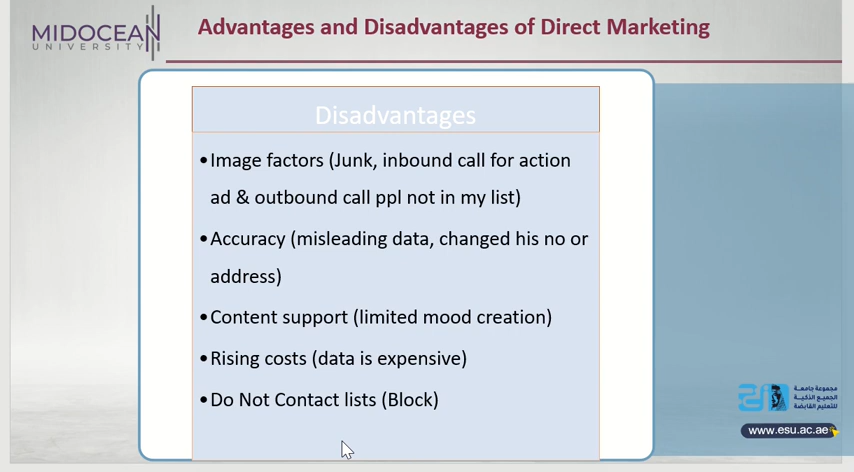 MIDOCEAN
UNIVERSITY
Advantages and Disadvantages of Direct Marketing
Disadvantages
•Image factors (Junk, inbound call for action
ad & outbound call ppl not in my list)
•Accuracy (misleading data, changed his no or
address)
•Content support (limited mood creation)
•Rising costs (data is expensive)
•Do Not Contact lists (Block)
مجموعة جامعة
الجميع الذكية
للتعليم القابضة
www.esu.ac.ae